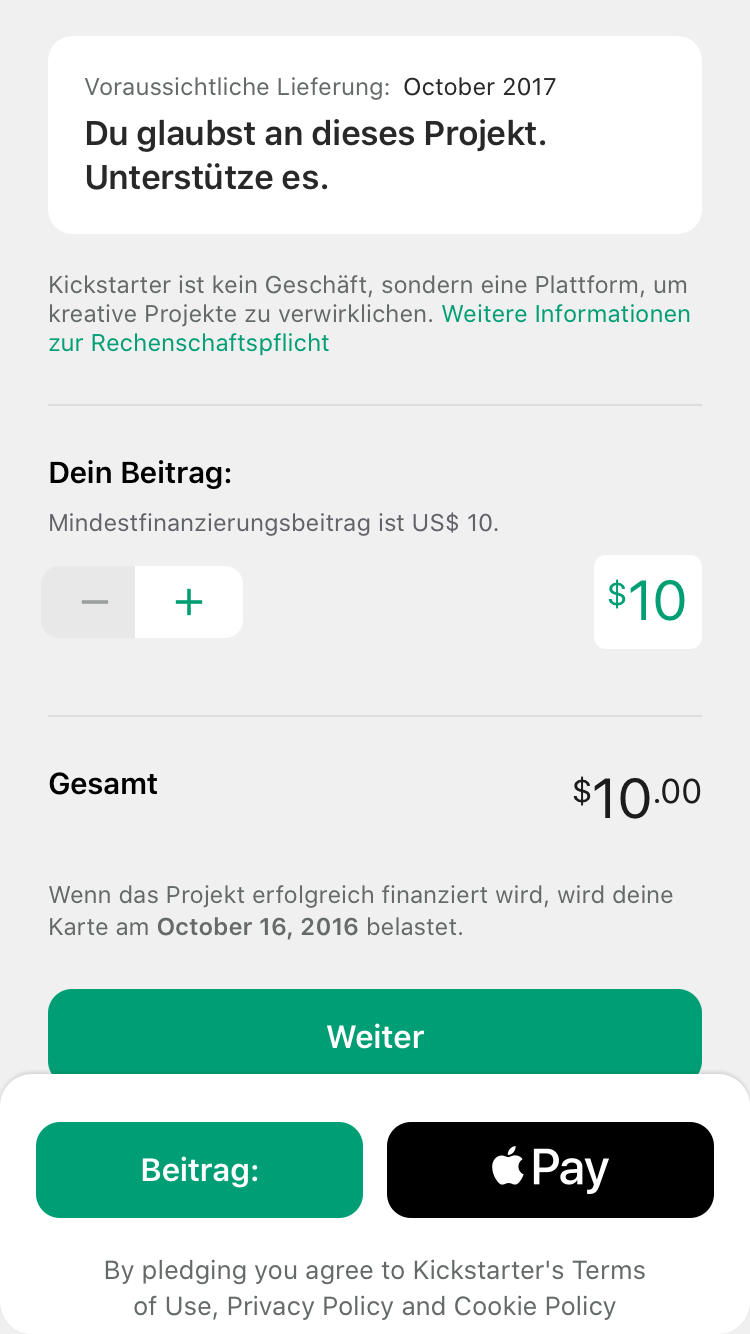 Voraussichtliche Lieferung: October 2017
Du glaubst an dieses Projekt.
Unterstütze es.
Kickstarter ist kein Geschäft, sondern eine Plattform, um
kreative Projekte zu verwirklichen. Weitere Informationen
zur Rechenschaftspflicht
Dein Beitrag:
Mindestfinanzierungsbeitrag ist US$ 10.
− + $10
Gesamt $10.00
Wenn das Projekt erfolgreich finanziert wird, wird deine
Karte am October 16, 2016 belastet.
Weiter
Beitrag: Pay
By pledging you agree to Kickstarter's Terms
of Use, Privacy Policy and Cookie Policy